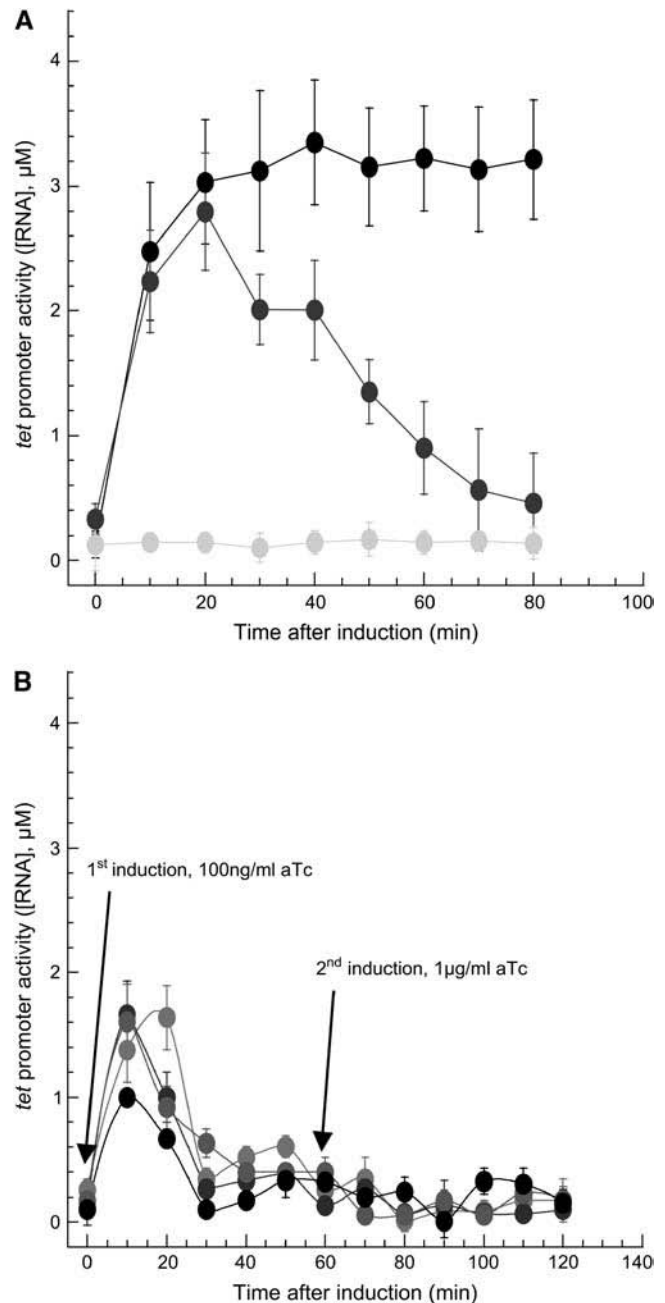 A
tet promoter activity ([RNA], µM)
4
3
2
1
0
0 20 40 60 80 100
Time after induction (min)
B
tet promoter activity ([RNA], µM)
4
3
2
1
0
1st induction, 100ng/ml aTc
2nd induction, 1µg/ml aTc
0 20 40 60 80 100 120 140
Time after induction (min)